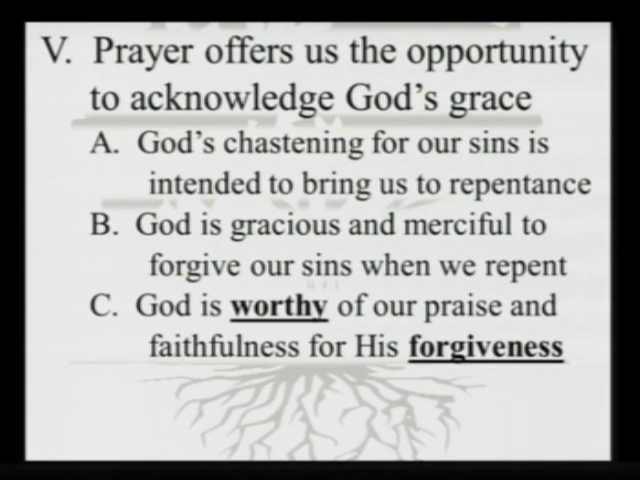 V. Prayer offers us the opportunity
to acknowledge God's grace
A. God's chastening for our sins is
intended to bring us to repentance
B. God is gracious and merciful to
forgive our sins when we repent
C. God is worthy of our praise and
faithfulness for His forgiveness